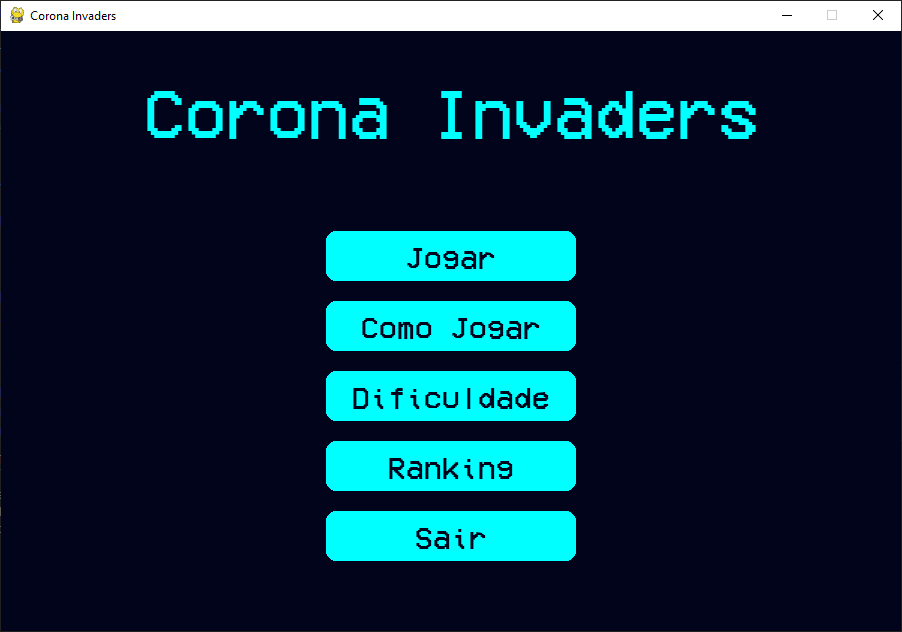 Corona Invaders
Corona Invaders
Jogar
Como Jogar
Dificuldade
Ranking
Sair